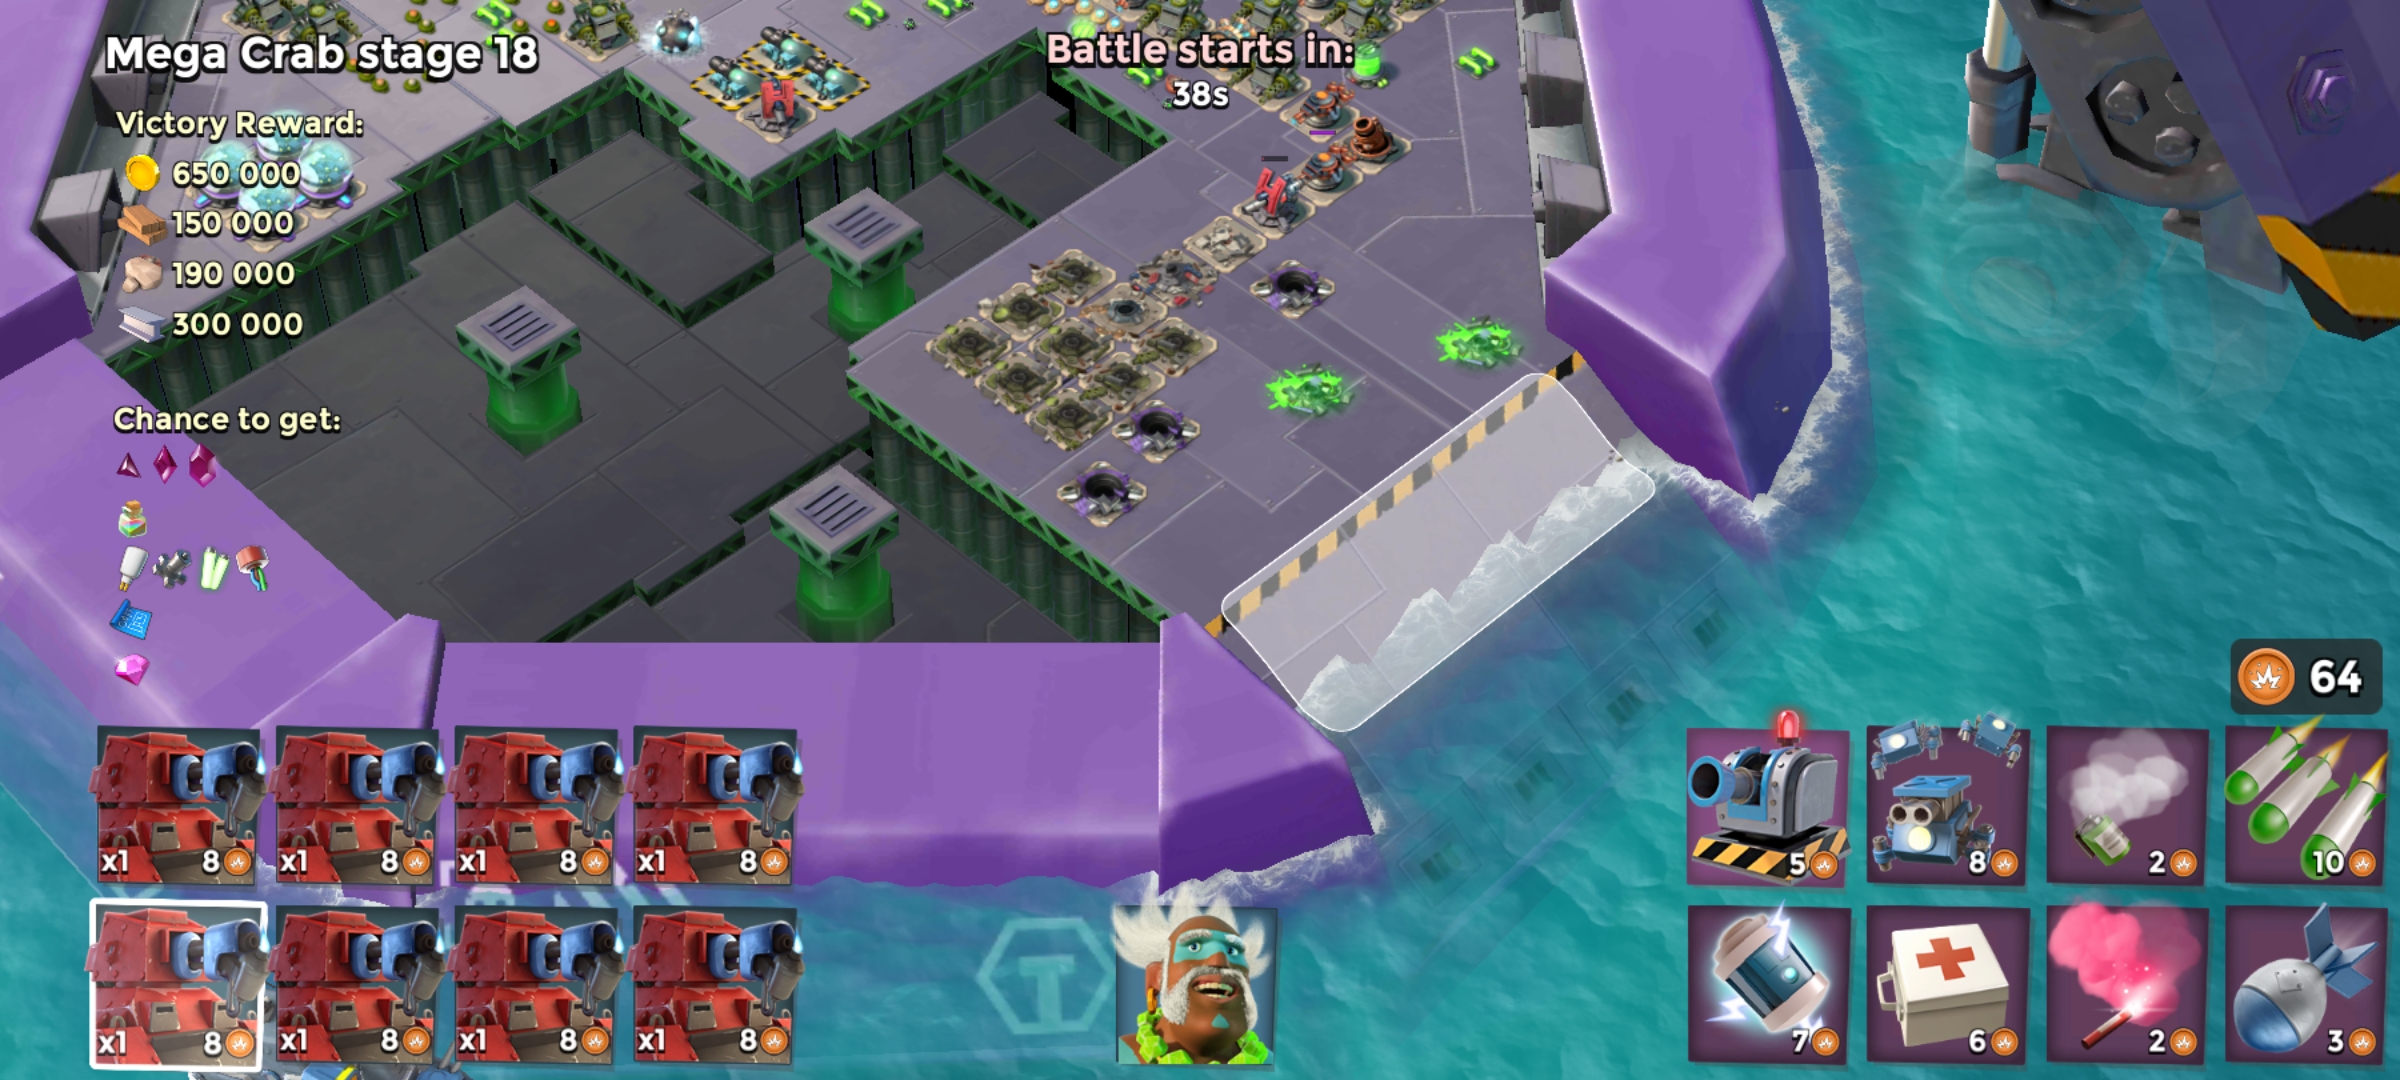 Mega Crab stage 18
Battle starts in:
38s
Victory Reward:
650 000
150 000
190 000
300 000
Chance to get:
64
x1 8
x1 8
x1 8
x1 8
5
8
2
10
x1 8
x1 8
x1 8
x1 8
T
7
6
2
3